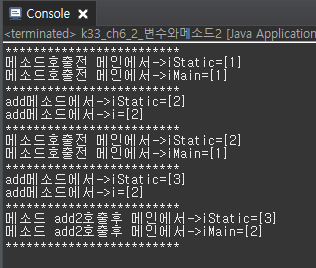 Console
<terminated> k33_ch6_2_변수와메소드2 [Java Application
*************************
메소드호출전 메인에서->iStatic=[1]
메소드호출전 메인에서->iMain=[1]
*************************
add메소드에서->iStatic=[2]
add메소드에서->i=[2]
*************************
메소드호출전 메인에서->iStatic=[2]
메소드호출전 메인에서->iMain=[1]
*************************
add메소드에서->iStatic=[3]
add메소드에서->i=[2]
*************************
메소드 add2호출후 메인에서->iStatic=[3]
메소드 add2호출후 메인에서->iMain=[2]
*************************